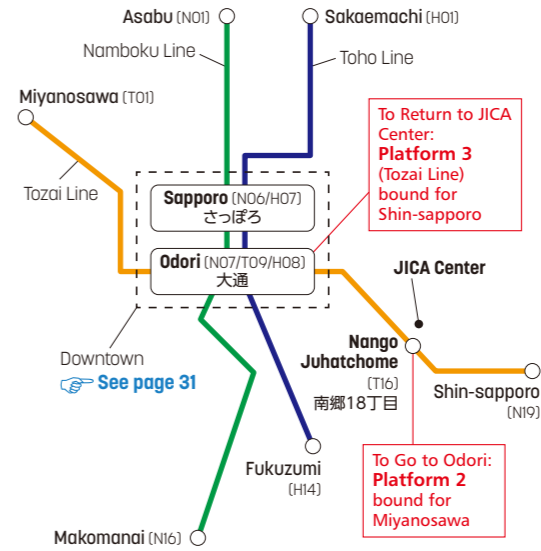 Asabu (N01)
Sakaemachi (H01)
Namboku Line
Toho Line
Miyanosawa (T01)
To Return to JICA
Center:
Platform 3
(Tozai Line)
bound for
Shin-sapporo
Tozai Line
Sapporo (N06/H07)
さっぽろ
Odori (N07/T09/H08)
大通
JICA Center
Downtown
See page 31
Nango
Juhatchome
(T16)
南郷18丁目
Shin-sapporo
(N19)
Fukuzumi
(H14)
To Go to Odori:
Platform 2
bound for
Miyanosawa
Makomanai (N16)